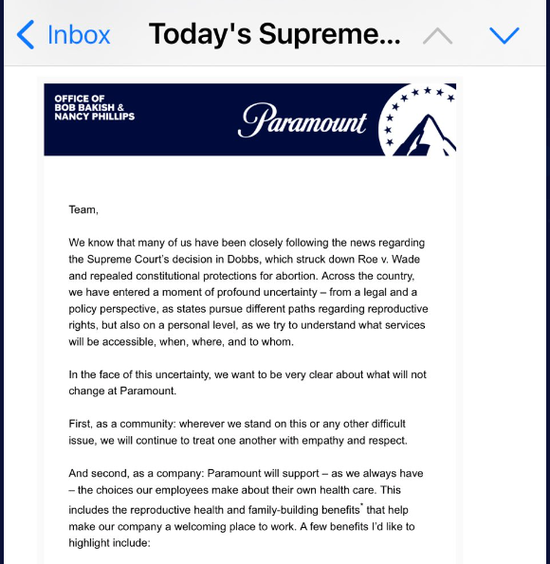 Inbox
Today's Supreme...
OFFICE OF
BOB BAKISH &
NANCY PHILLIPS
Paramount
Team,
We know that many of us have been closely following the news regarding
the Supreme Court's decision in Dobbs, which struck down Roe v. Wade
and repealed constitutional protections for abortion. Across the country,
we have entered a moment of profound uncertainty – from a legal and a
policy perspective, as states pursue different paths regarding reproductive
rights, but also on a personal level, as we try to understand what services
will be accessible, when, where, and to whom.
In the face of this uncertainty, we want to be very clear about what will not
change at Paramount.
First, as a community: wherever we stand on this or any other difficult
issue, we will continue to treat one another with empathy and respect.
And second, as a company: Paramount will support – as we always have
– the choices our employees make about their own health care. This
includes the reproductive health and family-building benefits* that help
make our company a welcoming place to work. A few benefits I'd like to
highlight include: